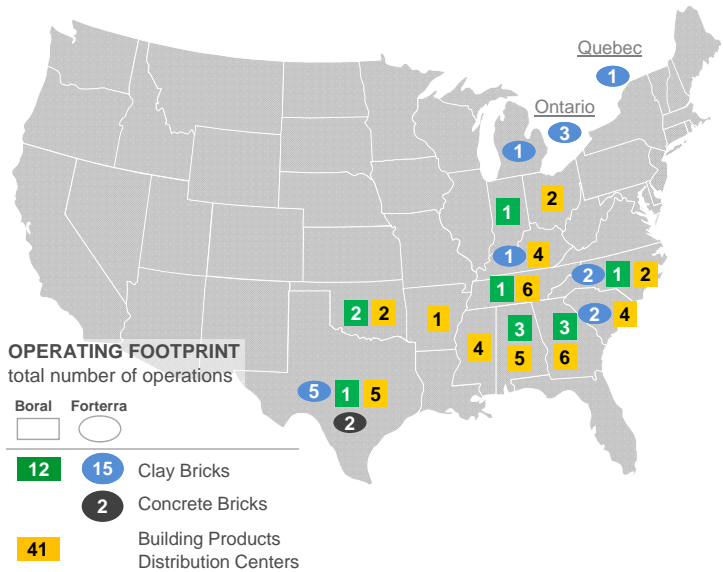 Quebec
1
Ontario
3
1
2
1
1 4
2 1 2
1 6
2 4
2 2
1
3
3
4
5
6
5 1 5
2
OPERATING FOOTPRINT
total number of operations
Boral Forterra
12 15 Clay Bricks
2 Concrete Bricks
41 Building Products
Distribution Centers